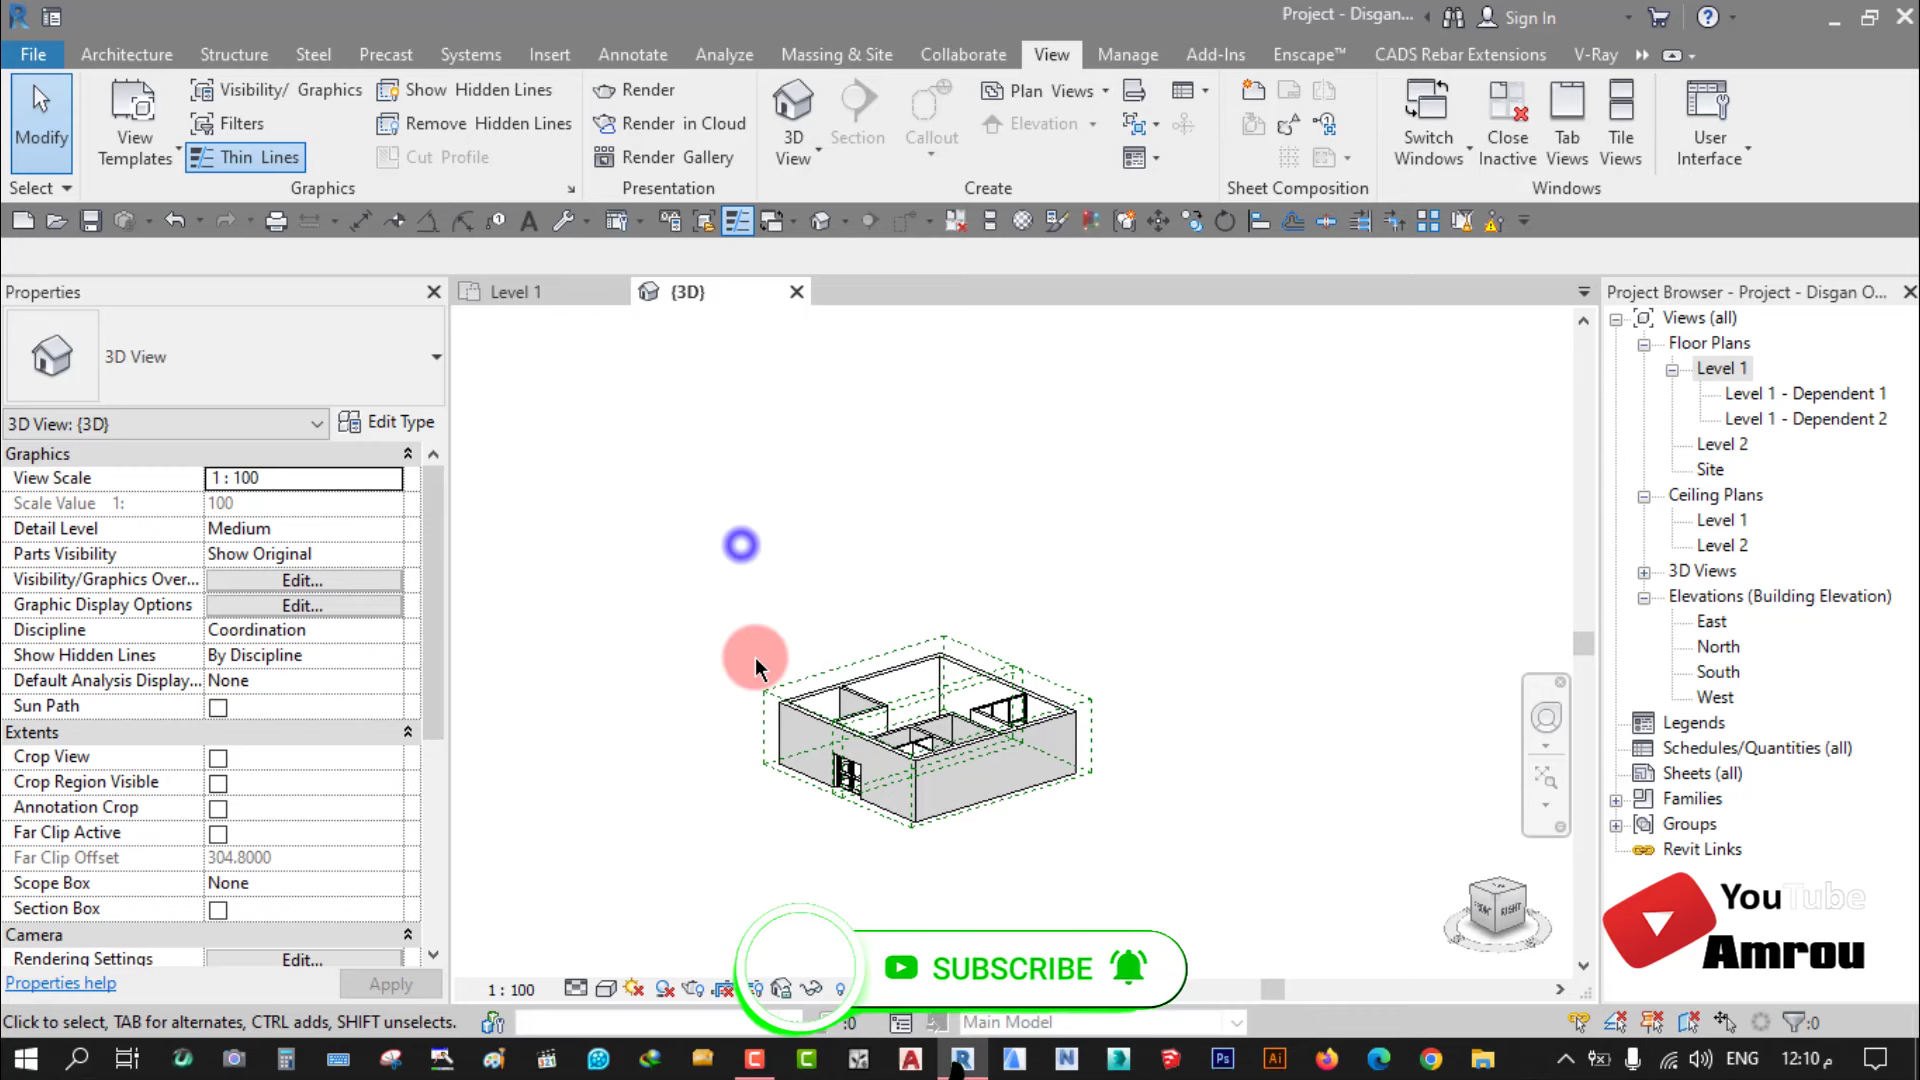 Project - Disgan...
Sign In
File Architecture Structure Steel Precast Systems Insert Annotate Analyze Massing & Site Collaborate View Manage Add-Ins Enscape™ CADS Rebar Extensions V-Ray
Modify
View Templates
Visibility/ Graphics
Filters
Thin Lines
Show Hidden Lines
Remove Hidden Lines
Cut Profile
Render
Render in Cloud
Render Gallery
3D View
Section
Callout
Plan Views
Elevation
Switch Windows
Close Inactive
Tab Views
Tile Views
User Interface
Select Graphics Presentation Create Sheet Composition Windows
Properties
Level 1
{3D}
3D View
3D View: {3D}
Edit Type
Graphics
View Scale 1 : 100
Scale Value 1: 100
Detail Level Medium
Parts Visibility Show Original
Visibility/Graphics Over... Edit...
Graphic Display Options Edit...
Discipline Coordination
Show Hidden Lines By Discipline
Default Analysis Display... None
Sun Path
Extents
Crop View
Crop Region Visible
Annotation Crop
Far Clip Active
Far Clip Offset 304.8000
Scope Box None
Section Box
Camera
Rendering Settings Edit...
Properties help
Apply
Project Browser - Project - Disgan O...
Views (all)
Floor Plans
Level 1
Level 1 - Dependent 1
Level 1 - Dependent 2
Level 2
Site
Ceiling Plans
Level 1
Level 2
3D Views
Elevations (Building Elevation)
East
North
South
West
Legends
Schedules/Quantities (all)
Sheets (all)
Families
Groups
Revit Links
FRONT RIGHT
YouTube
Amrou
SUBSCRIBE
1 : 100
Click to select, TAB for alternates, CTRL adds, SHIFT unselects.
:0
Main Model
:0
ENG
12:10 م